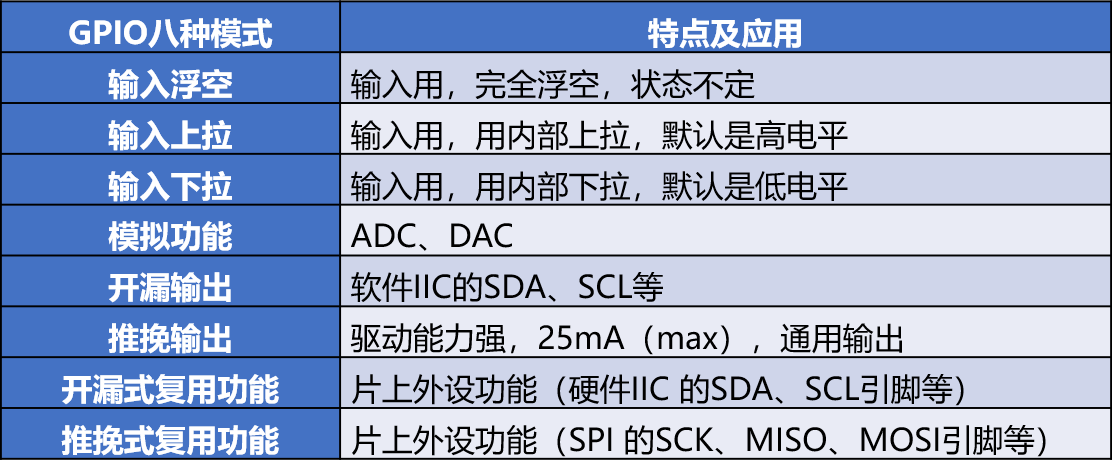 GPIO八种模式 特点及应用
输入浮空 输入用，完全浮空，状态不定
输入上拉 输入用，用内部上拉，默认是高电平
输入下拉 输入用，用内部下拉，默认是低电平
模拟功能 ADC、DAC
开漏输出 软件IIC的SDA、SCL等
推挽输出 驱动能力强，25mA（max），通用输出
开漏式复用功能 片上外设功能（硬件IIC 的SDA、SCL引脚等）
推挽式复用功能 片上外设功能（SPI 的SCK、MISO、MOSI引脚等）